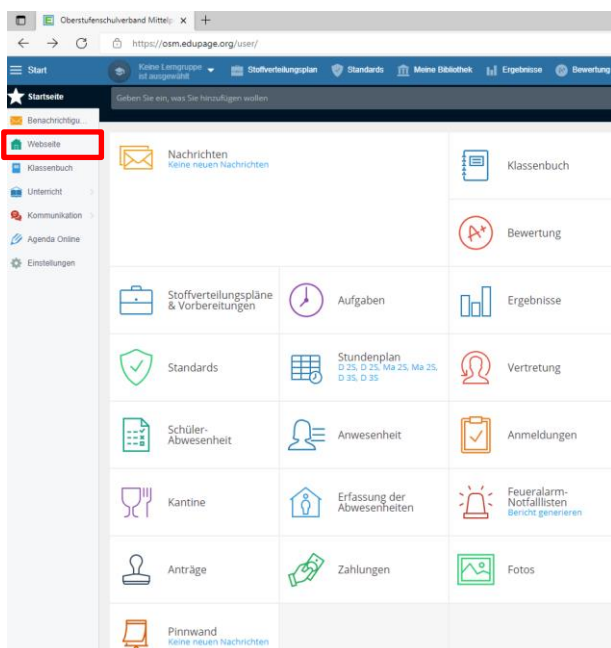 Oberstufenschulverband Mittelp
https://osm.edupage.org/user/
Start
Keine Lerngruppe
ist ausgewählt
Stoffverteilungsplan
Standards
Meine Bibliothek
Ergebnisse
Bewertung
Startseite
Geben Sie ein, was Sie hinzufügen wollen
Benachrichtigu...
Webseite
Klassenbuch
Unterricht
Kommunikation
Agenda Online
Einstellungen
Nachrichten
Keine neuen Nachrichten
Klassenbuch
A+
Bewertung
Stoffverteilungspläne
& Vorbereitungen
Aufgaben
Ergebnisse
Standards
Stundenplan
D 2S, D 2S, Ma 2S, Ma 2S,
D 3S, D 3S
Vertretung
Schüler-
Abwesenheit
Anwesenheit
Anmeldungen
Kantine
Erfassung der
Abwesenheiten
Feueralarm-
Notfalllisten
Bericht generieren
Anträge
Zahlungen
Fotos
Pinnwand
Keine neuen Nachrichten